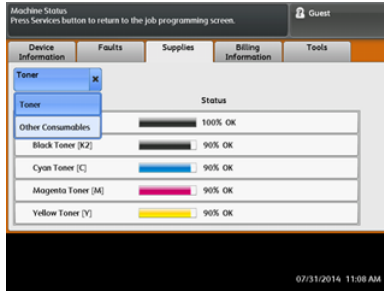 Machine Status
Press Services button to return to the job programming screen.
Guest
Device Information
Faults
Supplies
Billing Information
Tools
Toner
Status
Toner
Other Consumables
100% OK
Black Toner [K2] 90% OK
Cyan Toner [C] 90% OK
Magenta Toner [M] 90% OK
Yellow Toner [Y] 90% OK
07/31/2014 11:08 AM